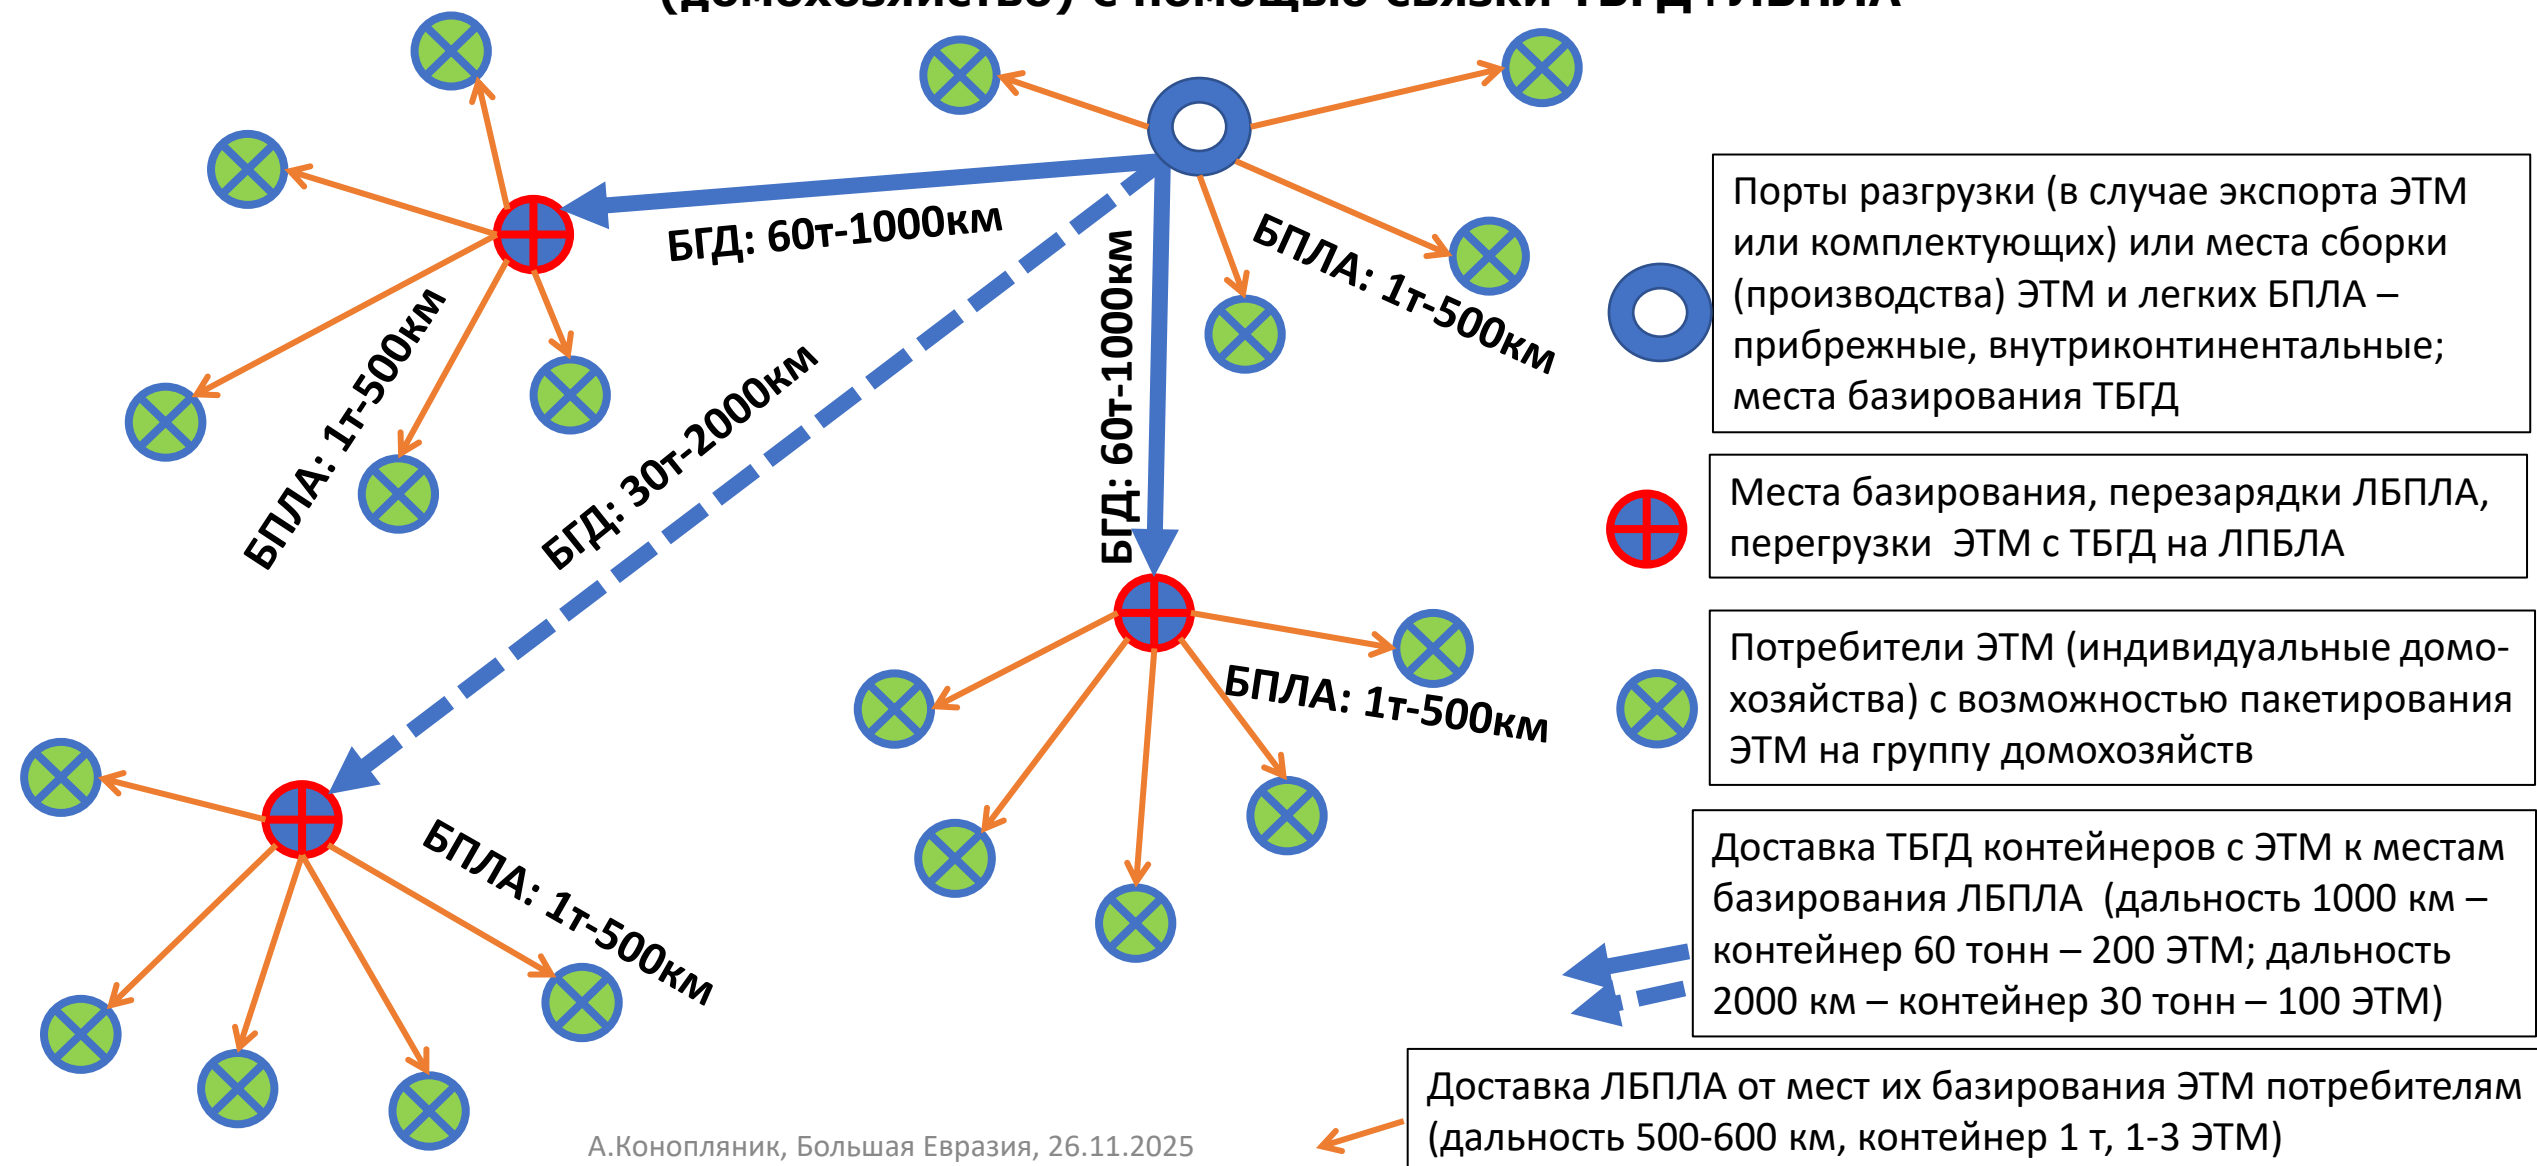 (домохозяйство) с помощью связки ТБГД+ЛБПЛА
БГД: 60т-1000км
БПЛА: 1т-500км
БГД: 30т-2000км
БГД: 60т-1000км
БПЛА: 1т-500км
БПЛА: 1т-500км
БПЛА: 1т-500км
Порты разгрузки (в случае экспорта ЭТМ
или комплектующих) или места сборки
(производства) ЭТМ и легких БПЛА –
прибрежные, внутриконтинентальные;
места базирования ТБГД
Места базирования, перезарядки ЛБПЛА,
перегрузки ЭТМ с ТБГД на ЛПБЛА
Потребители ЭТМ (индивидуальные домо-
хозяйства) с возможностью пакетирования
ЭТМ на группу домохозяйств
Доставка ТБГД контейнеров с ЭТМ к местам
базирования ЛБПЛА (дальность 1000 км –
контейнер 60 тонн – 200 ЭТМ; дальность
2000 км – контейнер 30 тонн – 100 ЭТМ)
Доставка ЛБПЛА от мест их базирования ЭТМ потребителям
(дальность 500-600 км, контейнер 1 т, 1-3 ЭТМ)
А.Конопляник, Большая Евразия, 26.11.2025